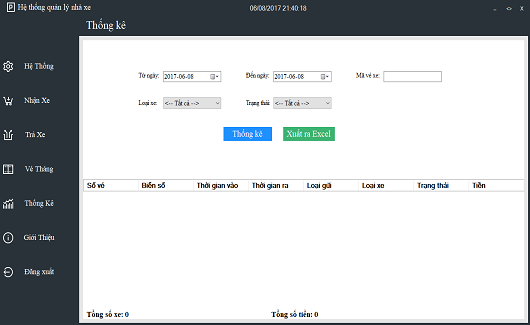 P Hệ thống quản lý nhà xe
06/08/2017 21:40:18
Thống kê
Hệ Thống
Nhận Xe
Trả Xe
Vé Tháng
Thống Kê
Giới Thiệu
Đăng xuất
Từ ngày: 2017-06-08
Đến ngày: 2017-06-08
Mã vé xe:
Loại xe: <-- Tất cả -->
Trạng thái: <-- Tất cả -->
Thống kê
Xuất ra Excel
Số vé Biển số Thời gian vào Thời gian ra Loại gửi Loại xe Trạng thái Tiền
Tổng số xe: 0
Tổng số tiền: 0